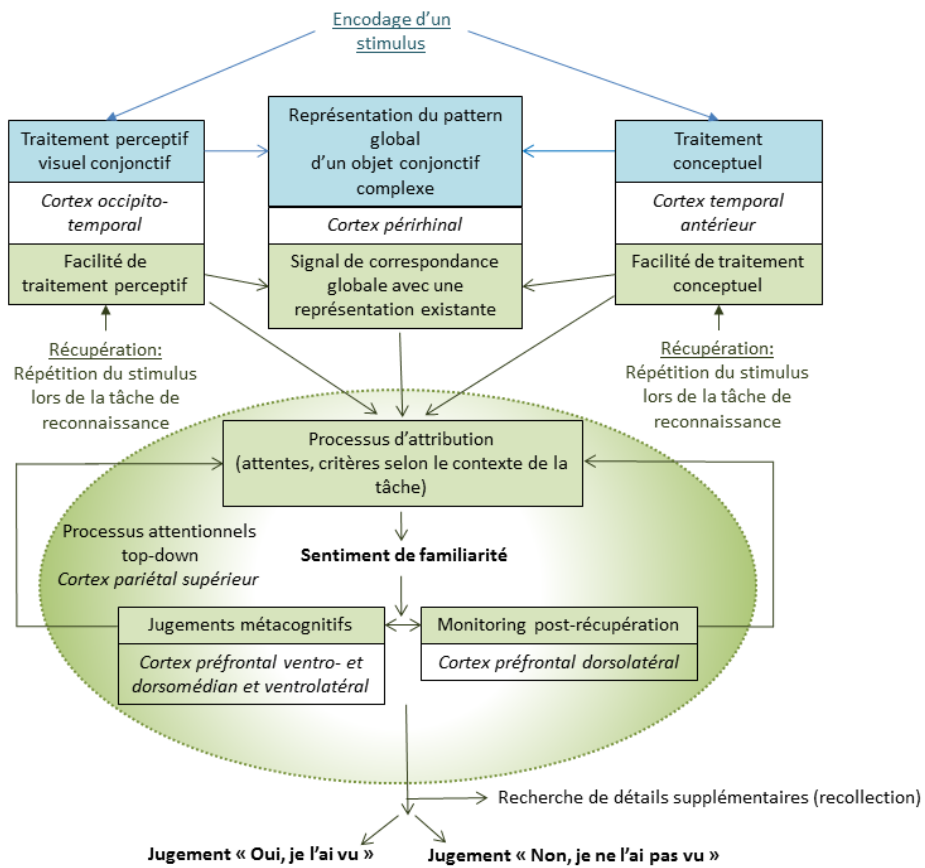 Encodage d'un
stimulus
Traitement perceptif
visuel conjonctif
Cortex occipito-
temporal
Facilité de
traitement perceptif
Représentation du pattern
global
d'un objet conjonctif
complexe
Cortex périrhinal
Signal de correspondance
globale avec une
représentation existante
Traitement
conceptuel
Cortex temporal
antérieur
Facilité de traitement
conceptuel
Récupération:
Répétition du stimulus
lors de la tâche de
reconnaissance
Récupération:
Répétition du stimulus
lors de la tâche de
reconnaissance
Processus d'attribution
(attentes, critères selon le contexte de la
tâche)
Processus attentionnels
top-down
Cortex pariétal supérieur
Sentiment de familiarité
Jugements métacognitifs
Cortex préfrontal ventro- et
dorsomédian et ventrolatéral
Monitoring post-récupération
Cortex préfrontal dorsolatéral
Recherche de détails supplémentaires (recollection)
Jugement « Oui, je l'ai vu »
Jugement « Non, je ne l'ai pas vu »